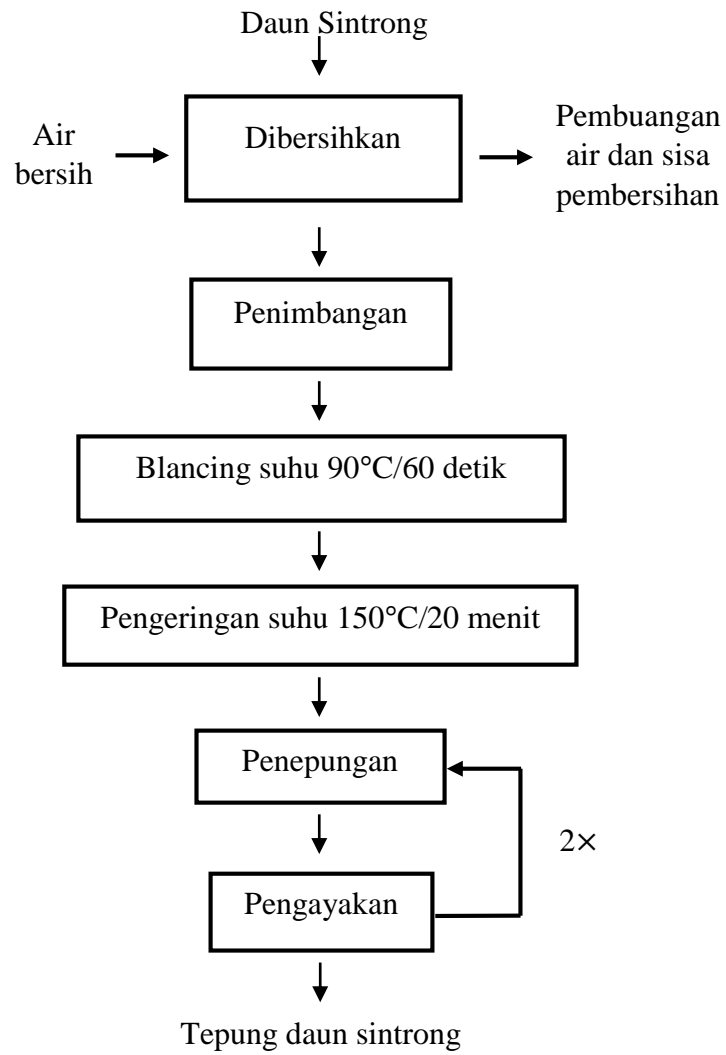 Daun Sintrong
Air
bersih
Dibersihkan
Pembuangan
air dan sisa
pembersihan
Penimbangan
Blancing suhu 90°C/60 detik
Pengeringan suhu 150°C/20 menit
Penepungan
2×
Pengayakan
Tepung daun sintrong